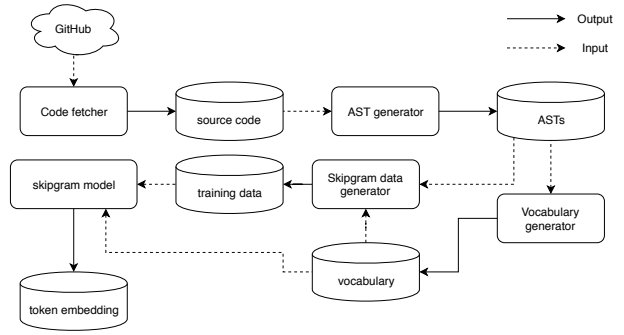 GitHub
Output
Input
Code fetcher
source code
AST generator
ASTs
skipgram model
training data
Skipgram data
generator
Vocabulary
generator
vocabulary
token embedding